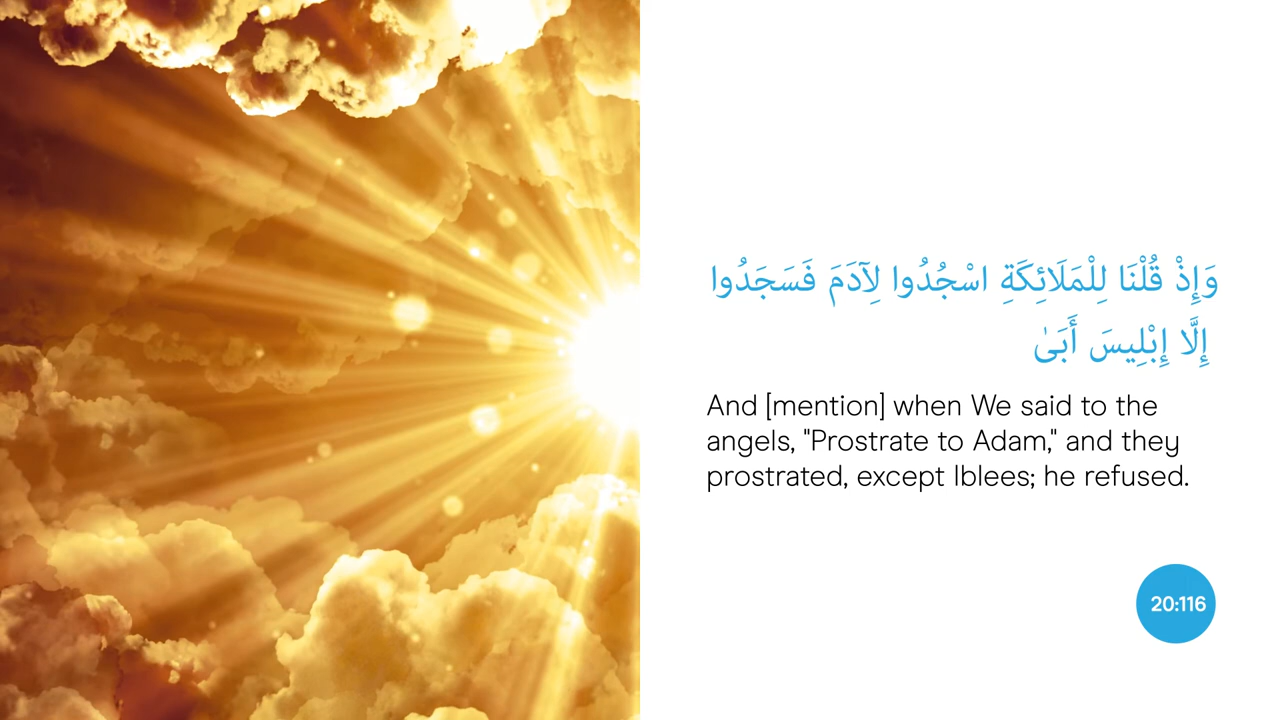 وَإِذْ قُلْنَا لِلْمَلَائِكَةِ اسْجُدُوا لِآدَمَ فَسَجَدُوا
إِلَّا إِبْلِيسَ أَبَىٰ
And [mention] when We said to the
angels, "Prostrate to Adam," and they
prostrated, except Iblees; he refused.
20:116